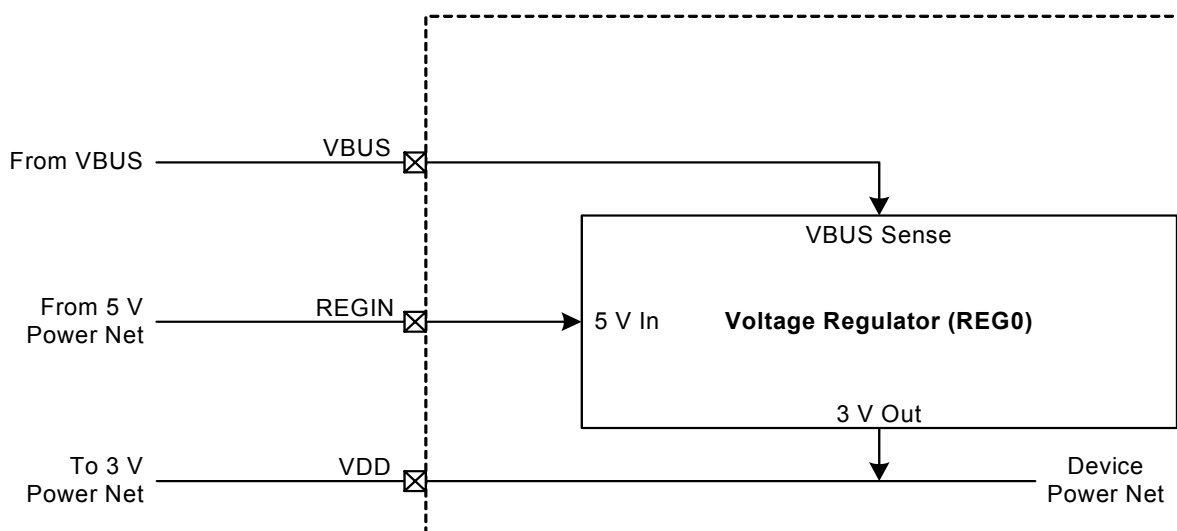 From VBUS
VBUS
VBUS Sense
From 5 V
Power Net
REGIN
5 V In
Voltage Regulator (REG0)
3 V Out
To 3 V
Power Net
VDD
Device
Power Net